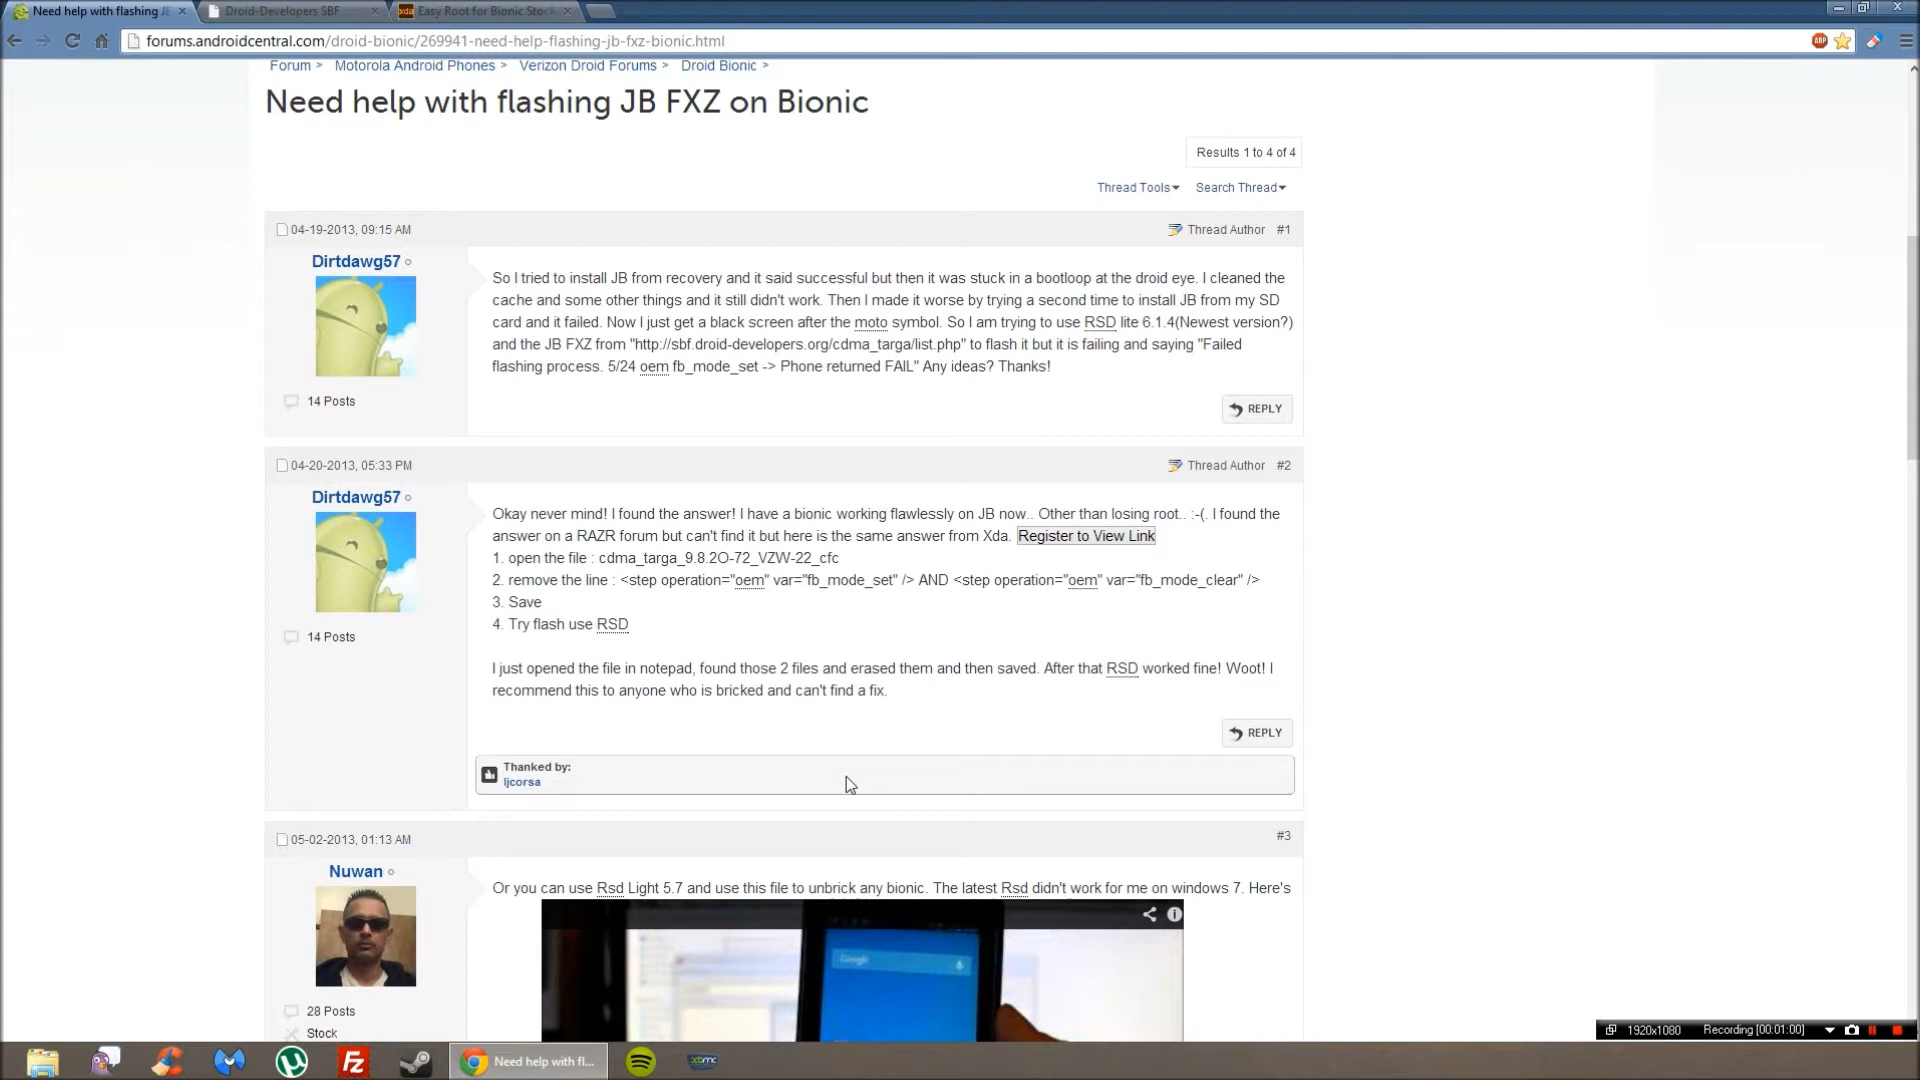 Need help with flashing J
Droid-Developers SBF
Easy Root for Bionic Stoc
forums.androidcentral.com/droid-bionic/269941-need-help-flashing-jb-fxz-bionic.html
ABP
Forum > Motorola Android Phones > Verizon Droid Forums > Droid Bionic >
Need help with flashing JB FXZ on Bionic
Results 1 to 4 of 4
Thread Tools Search Thread
04-19-2013, 09:15 AM
Thread Author #1
Dirtdawg57
14 Posts
So I tried to install JB from recovery and it said successful but then it was stuck in a bootloop at the droid eye. I cleaned the
cache and some other things and it still didn't work. Then I made it worse by trying a second time to install JB from my SD
card and it failed. Now I just get a black screen after the moto symbol. So I am trying to use RSD lite 6.1.4(Newest version?)
and the JB FXZ from "http://sbf.droid-developers.org/cdma_targa/list.php" to flash it but it is failing and saying "Failed
flashing process. 5/24 oem fb_mode_set -> Phone returned FAIL" Any ideas? Thanks!
REPLY
04-20-2013, 05:33 PM
Thread Author #2
Dirtdawg57
14 Posts
Okay never mind! I found the answer! I have a bionic working flawlessly on JB now.. Other than losing root.. :-(. I found the
answer on a RAZR forum but can't find it but here is the same answer from Xda. Register to View Link
1. open the file : cdma_targa_9.8.2O-72_VZW-22_cfc
2. remove the line : <step operation="oem" var="fb_mode_set" /> AND <step operation="oem" var="fb_mode_clear" />
3. Save
4. Try flash use RSD
I just opened the file in notepad, found those 2 files and erased them and then saved. After that RSD worked fine! Woot! I
recommend this to anyone who is bricked and can't find a fix.
REPLY
Thanked by:
ljcorsa
05-02-2013, 01:13 AM
#3
Nuwan
28 Posts
Stock
Or you can use Rsd Light 5.7 and use this file to unbrick any bionic. The latest Rsd didn't work for me on windows 7. Here's
Google
1920x1080 Recording [00:01:00]
Need help with fl...
xbmc